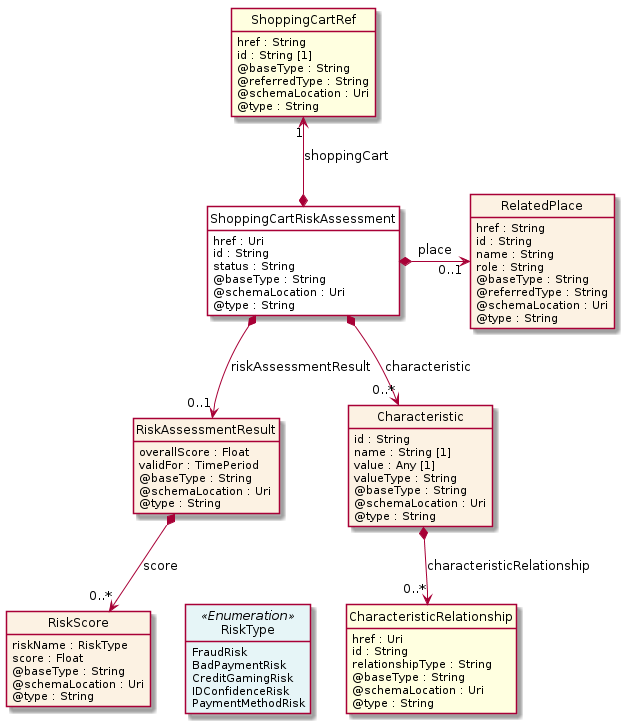 ShoppingCartRef
href : String
id : String [1]
@baseType : String
@referredType : String
@schemaLocation : Uri
@type : String
1
shoppingCart
ShoppingCartRiskAssessment
href : Uri
id : String
status : String
@baseType : String
@schemaLocation : Uri
@type : String
place
0..1
RelatedPlace
href : String
id : String
name : String
role : String
@baseType : String
@referredType : String
@schemaLocation : Uri
@type : String
riskAssessmentResult
0..1
characteristic
0..*
RiskAssessmentResult
overallScore : Float
validFor : TimePeriod
@baseType : String
@schemaLocation : Uri
@type : String
Characteristic
id : String
name : String [1]
value : Any [1]
valueType : String
@baseType : String
@schemaLocation : Uri
@type : String
score
0..*
characteristicRelationship
0..*
RiskScore
riskName : RiskType
score : Float
@baseType : String
@schemaLocation : Uri
@type : String
«Enumeration»
RiskType
FraudRisk
BadPaymentRisk
CreditGamingRisk
IDConfidenceRisk
PaymentMethodRisk
CharacteristicRelationship
href : Uri
id : String
relationshipType : String
@baseType : String
@schemaLocation : Uri
@type : String